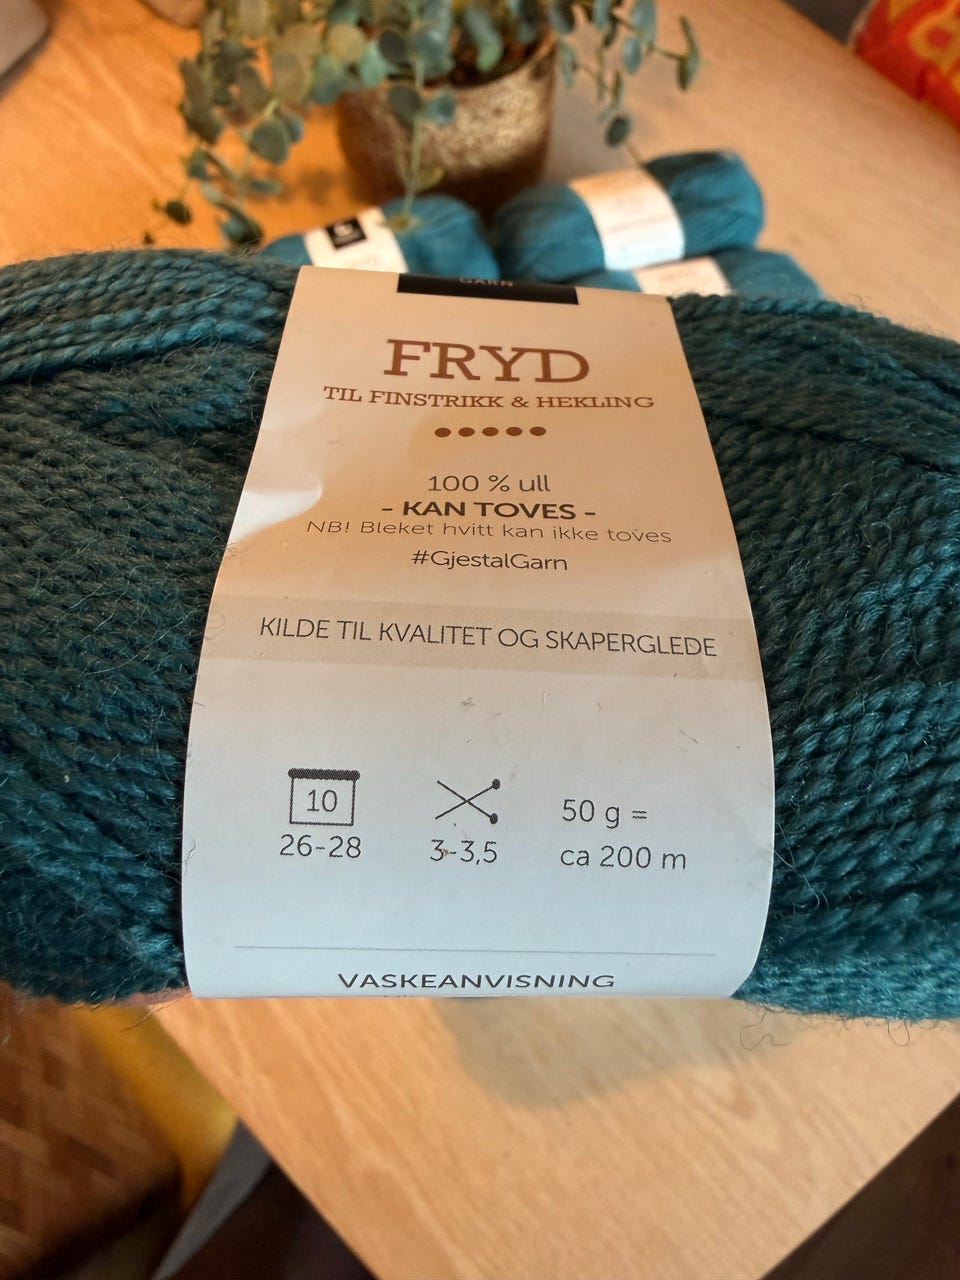 GARN
FRYD
TIL FINSTRIKK & HEKLING
100 % ull
- KAN TOVES -
NB! Bleket hvitt kan ikke toves
#GjestalGarn
KILDE TIL KVALITET OG SKAPERGLEDE
10
26-28
3-3,5
50 g =
ca 200 m
VASKEANVISNING